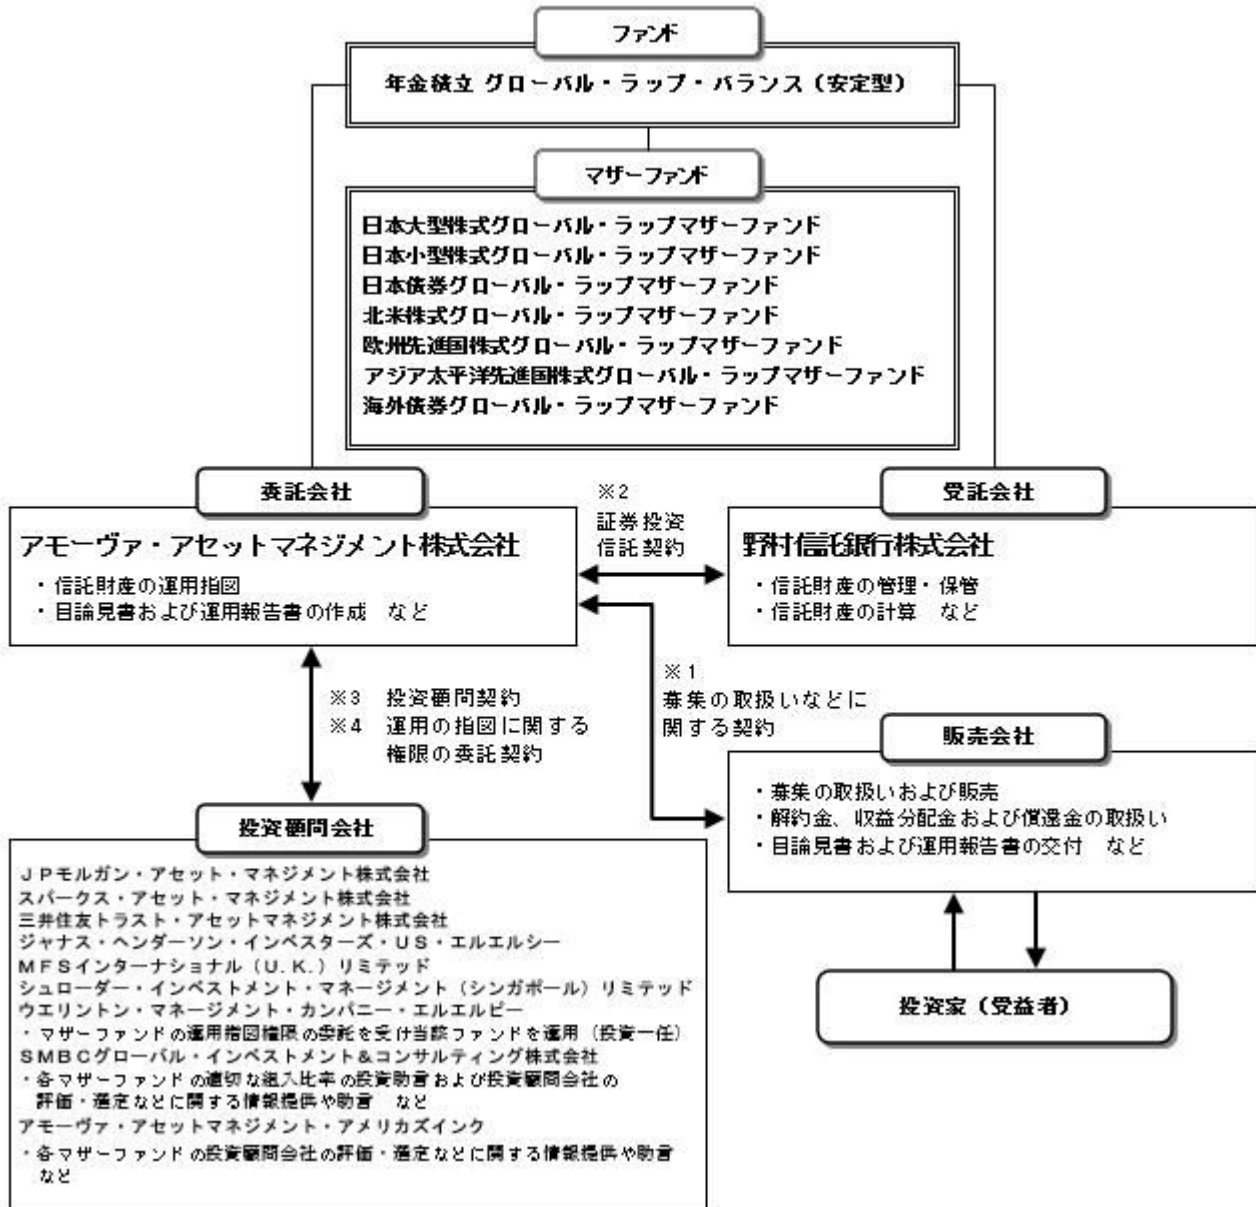 ファンド
年金積立 グローバル・ラップ・バランス（安定型）
マザーファンド
日本大型株式グローバル・ラップマザーファンド
日本小型株式グローバル・ラップマザーファンド
日本債券グローバル・ラップマザーファンド
北米株式グローバル・ラップマザーファンド
欧州先進国株式グローバル・ラップマザーファンド
アジア太平洋先進国株式グローバル・ラップマザーファンド
海外債券グローバル・ラップマザーファンド
委託会社
アモーヴァ・アセットマネジメント株式会社
・信託財産の運用指図
・目論見書および運用報告書の作成　など
※2
証券投資
信託契約
受託会社
野村信託銀行株式会社
・信託財産の管理・保管
・信託財産の計算　など
※3　投資顧問契約
※4　運用の指図に関する
権限の委託契約
※1
募集の取扱いなどに
関する契約
販売会社
・募集の取扱いおよび販売
・解約金、収益分配金および償還金の取扱い
・目論見書および運用報告書の交付　など
投資家（受益者）
投資顧問会社
ＪＰモルガン・アセット・マネジメント株式会社
スパークス・アセット・マネジメント株式会社
三井住友トラスト・アセットマネジメント株式会社
ジャナス・ヘンダーソン・インベスターズ・ＵＳ・エルエルシー
ＭＦＳインターナショナル（Ｕ.Ｋ.）リミテッド
シュローダー・インベストメント・マネージメント（シンガポール）リミテッド
ウエリントン・マネージメント・カンパニー・エルエルピー
・マザーファンドの運用指図権限の委託を受け当該ファンドを運用（投資一任）
ＳＭＢＣグローバル・インベストメント＆コンサルティング株式会社
・各マザーファンドの適切な組入比率の投資助言および投資顧問会社の
評価・選定などに関する情報提供や助言　など
アモーヴァ・アセットマネジメント・アメリカズインク
・各マザーファンドの投資顧問会社の評価・選定などに関する情報提供や助言
など